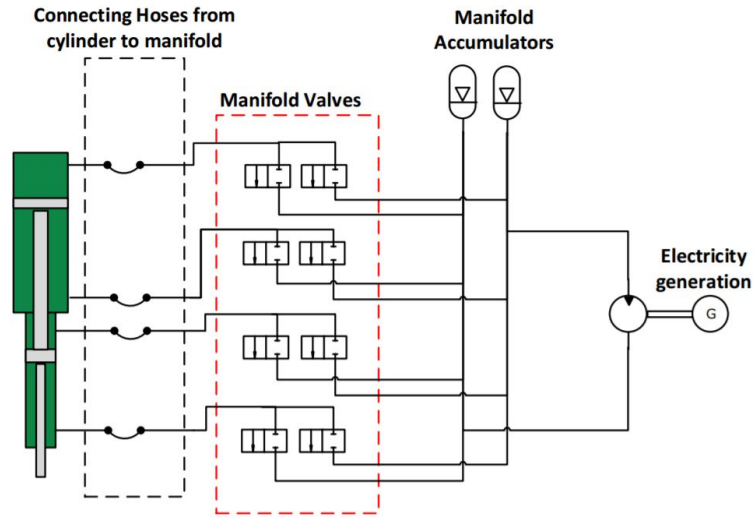 Connecting Hoses from
cylinder to manifold
Manifold
Accumulators
Manifold Valves
Electricity
generation
G